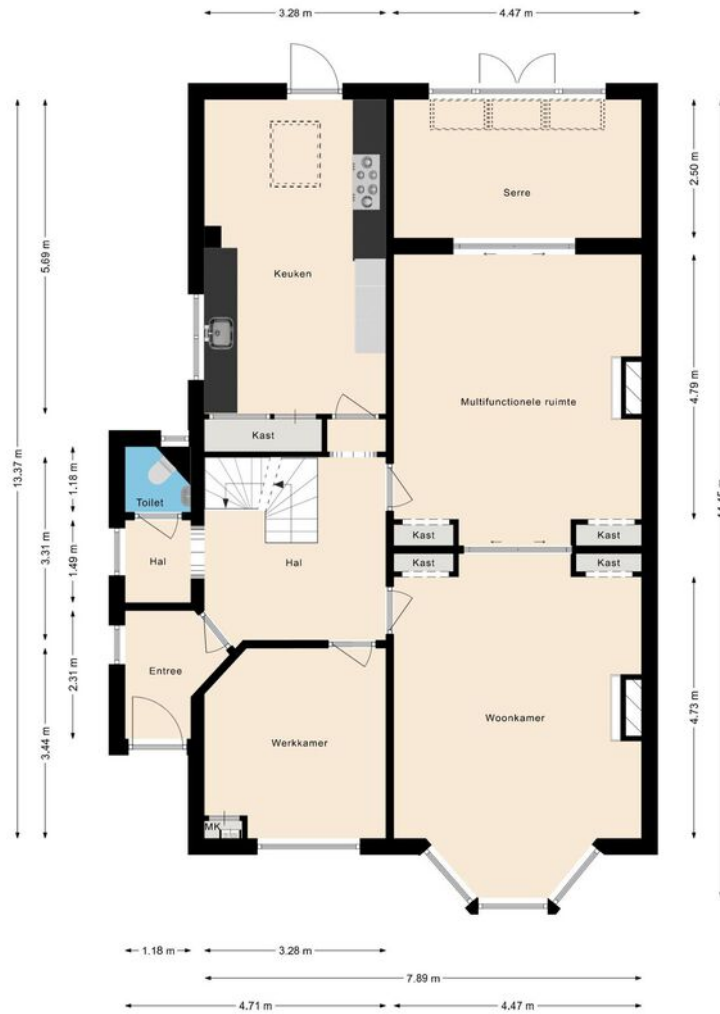 3.28 m
4.47 m
13.37 m
5.69 m
2.50 m
Serre
Keuken
4.79 m
Multifunctionele ruimte
Kast
1.18 m
Toilet
3.31 m
Kast
Kast
1.49 m
Hal
Hal
Kast
Kast
2.31 m
Entree
4.73 m
Woonkamer
3.44 m
Werkkamer
MK
1.18 m
3.28 m
7.89 m
4.71 m
4.47 m